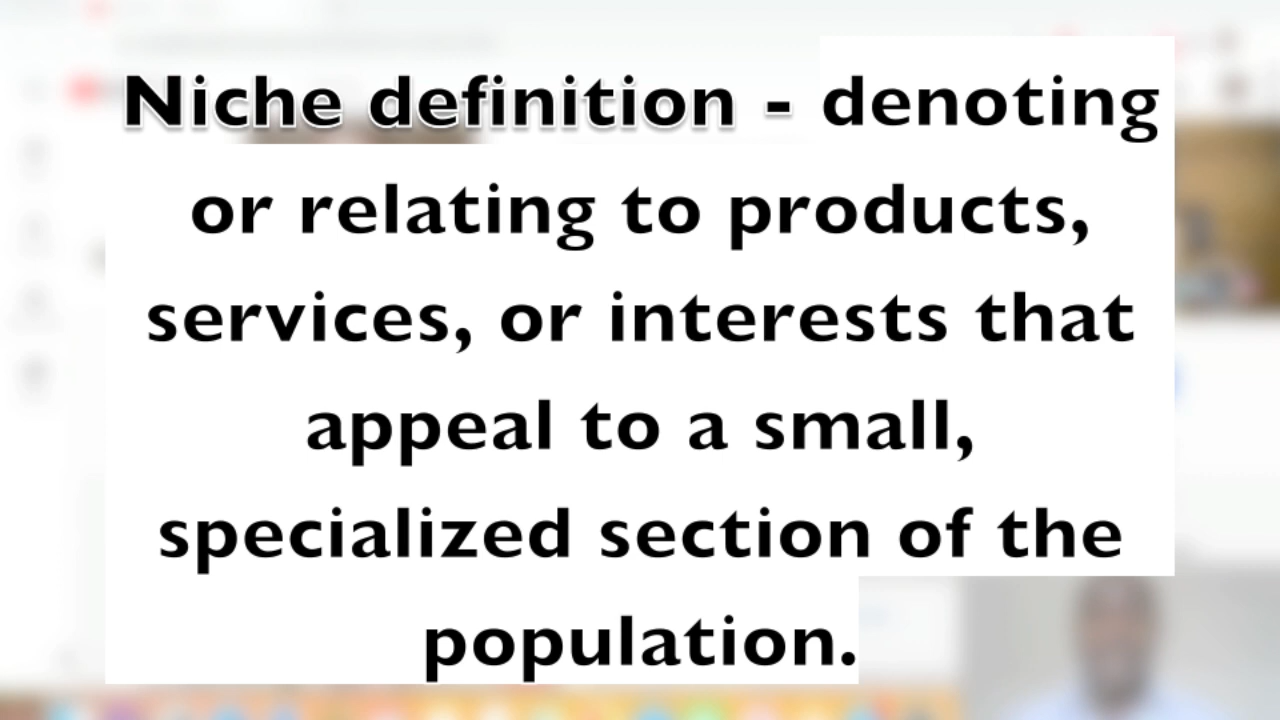 Niche definition - denoting
or relating to products,
services, or interests that
appeal to a small,
specialized section of the
population.